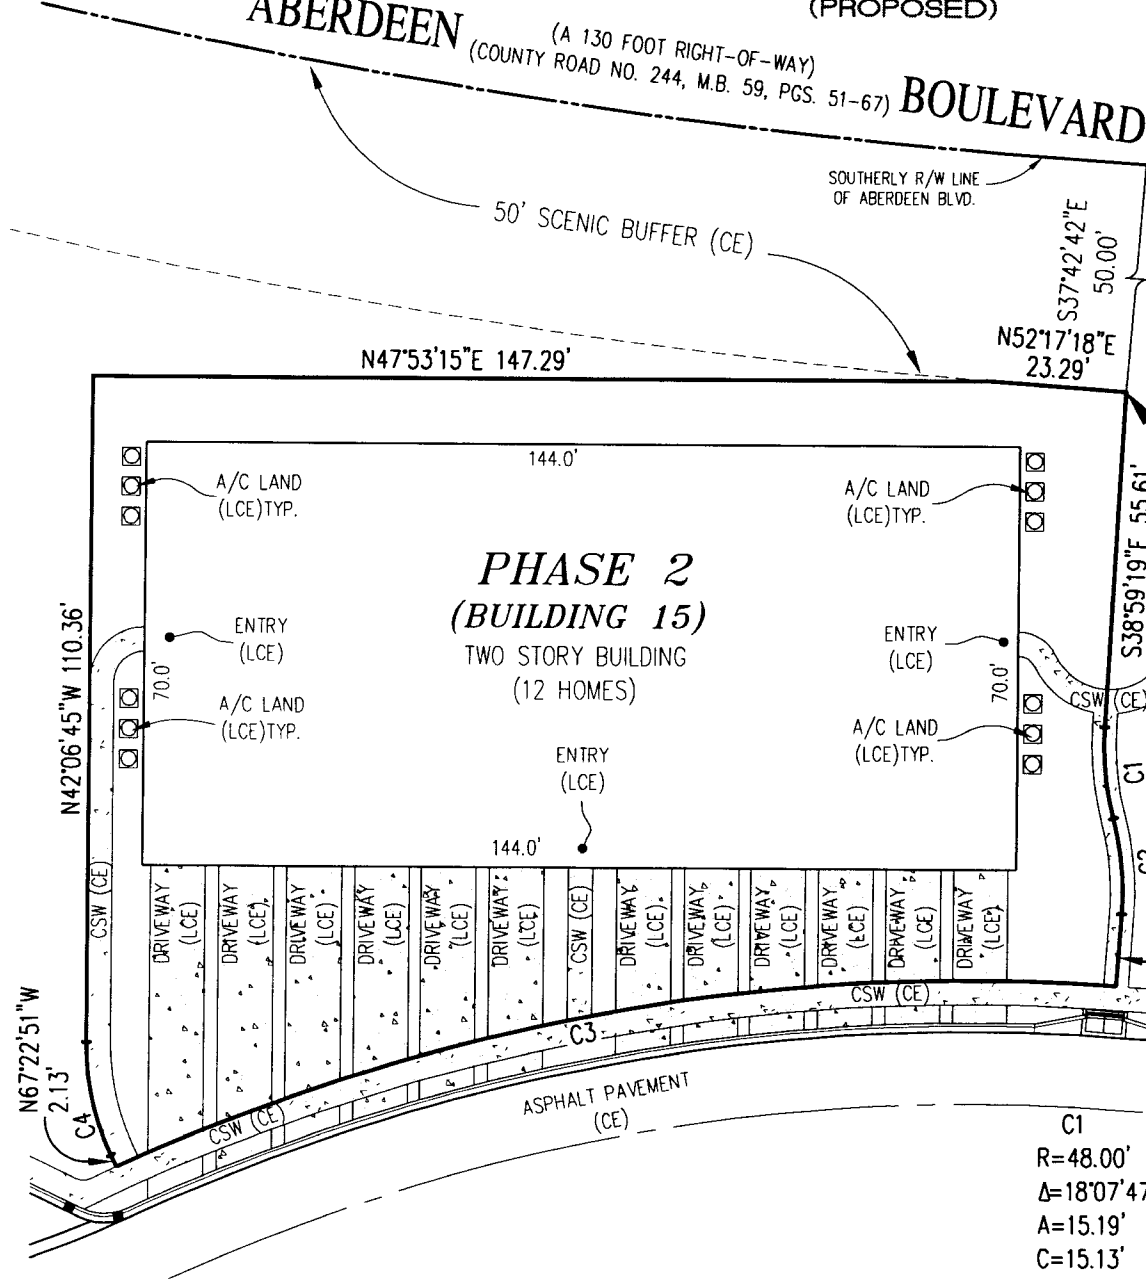 (PROPOSED)
ABERDEEN
(A 130 FOOT RIGHT-OF-WAY)
(COUNTY ROAD NO. 244, M.B. 59, PGS. 51-67)
BOULEVARD
SOUTHERLY R/W LINE
OF ABERDEEN BLVD.
50' SCENIC BUFFER (CE)
S37°42'42"E
50.00'
N52°17'18"E
23.29'
N47°53'15"E 147.29'
144.0'
A/C LAND
(LCE)TYP.
A/C LAND
(LCE)TYP.
S38°59'19"E 55.61'
PHASE 2
(BUILDING 15)
TWO STORY BUILDING
(12 HOMES)
N42°06'45"W 110.36'
ENTRY
(LCE)
70.0'
ENTRY
(LCE)
70.0'
CSW (CE)
A/C LAND
(LCE)TYP.
A/C LAND
(LCE)TYP.
ENTRY
(LCE)
C1
144.0'
C2
CSW (CE)
DRIVEWAY
(LCE)
DRIVEWAY
(LCE)
DRIVEWAY
(LCE)
DRIVEWAY
(LCE)
DRIVEWAY
(LCE)
DRIVEWAY
(LCE)
CSW (CE)
DRIVEWAY
(LCE)
DRIVEWAY
(LCE)
DRIVEWAY
(LCE)
DRIVEWAY
(LCE)
DRIVEWAY
(LCE)
DRIVEWAY
(LCE)
CSW (CE)
C3
N67°22'51"W
2.13'
C4
CSW (CE)
ASPHALT PAVEMENT
(CE)
C1
R=48.00'
Δ=18°07'47
A=15.19'
C=15.13'